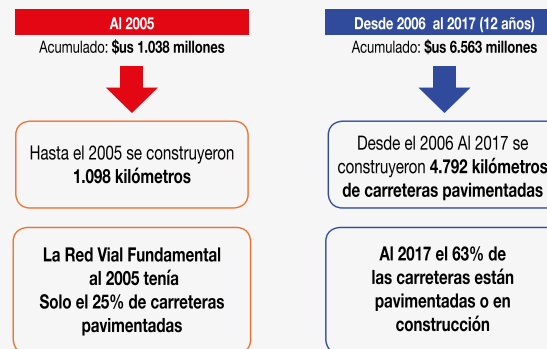 Al 2005
Acumulado: $us 1.038 millones
Hasta el 2005 se construyeron
1.098 kilómetros
La Red Vial Fundamental
al 2005 tenía
Solo el 25% de carreteras
pavimentadas
Desde 2006 al 2017 (12 años)
Acumulado: $us 6.563 millones
Desde el 2006 Al 2017 se
construyeron 4.792 kilómetros
de carreteras pavimentadas
Al 2017 el 63% de
las carreteras están
pavimentadas o en
construcción